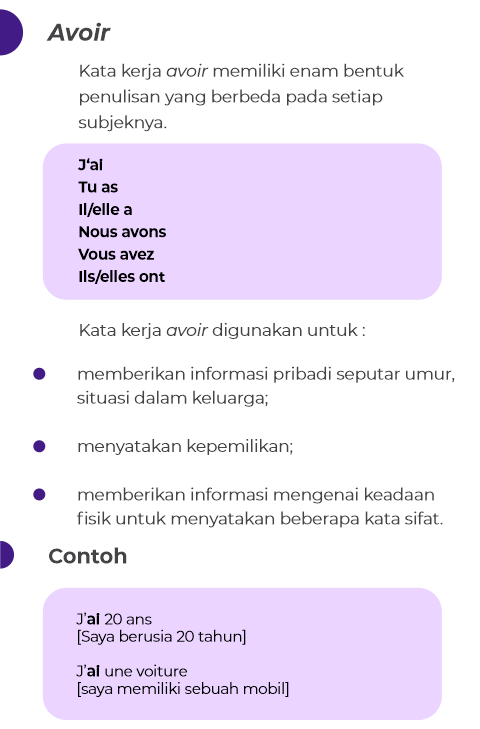 Avoir
Kata kerja avoir memiliki enam bentuk
penulisan yang berbeda pada setiap
subjeknya.
J‘ai
Tu as
Il/elle a
Nous avons
Vous avez
Ils/elles ont
Kata kerja avoir digunakan untuk :
memberikan informasi pribadi seputar umur,
situasi dalam keluarga;
menyatakan kepemilikan;
memberikan informasi mengenai keadaan
fisik untuk menyatakan beberapa kata sifat.
Contoh
J’ai 20 ans
[Saya berusia 20 tahun]
J’ai une voiture
[saya memiliki sebuah mobil]